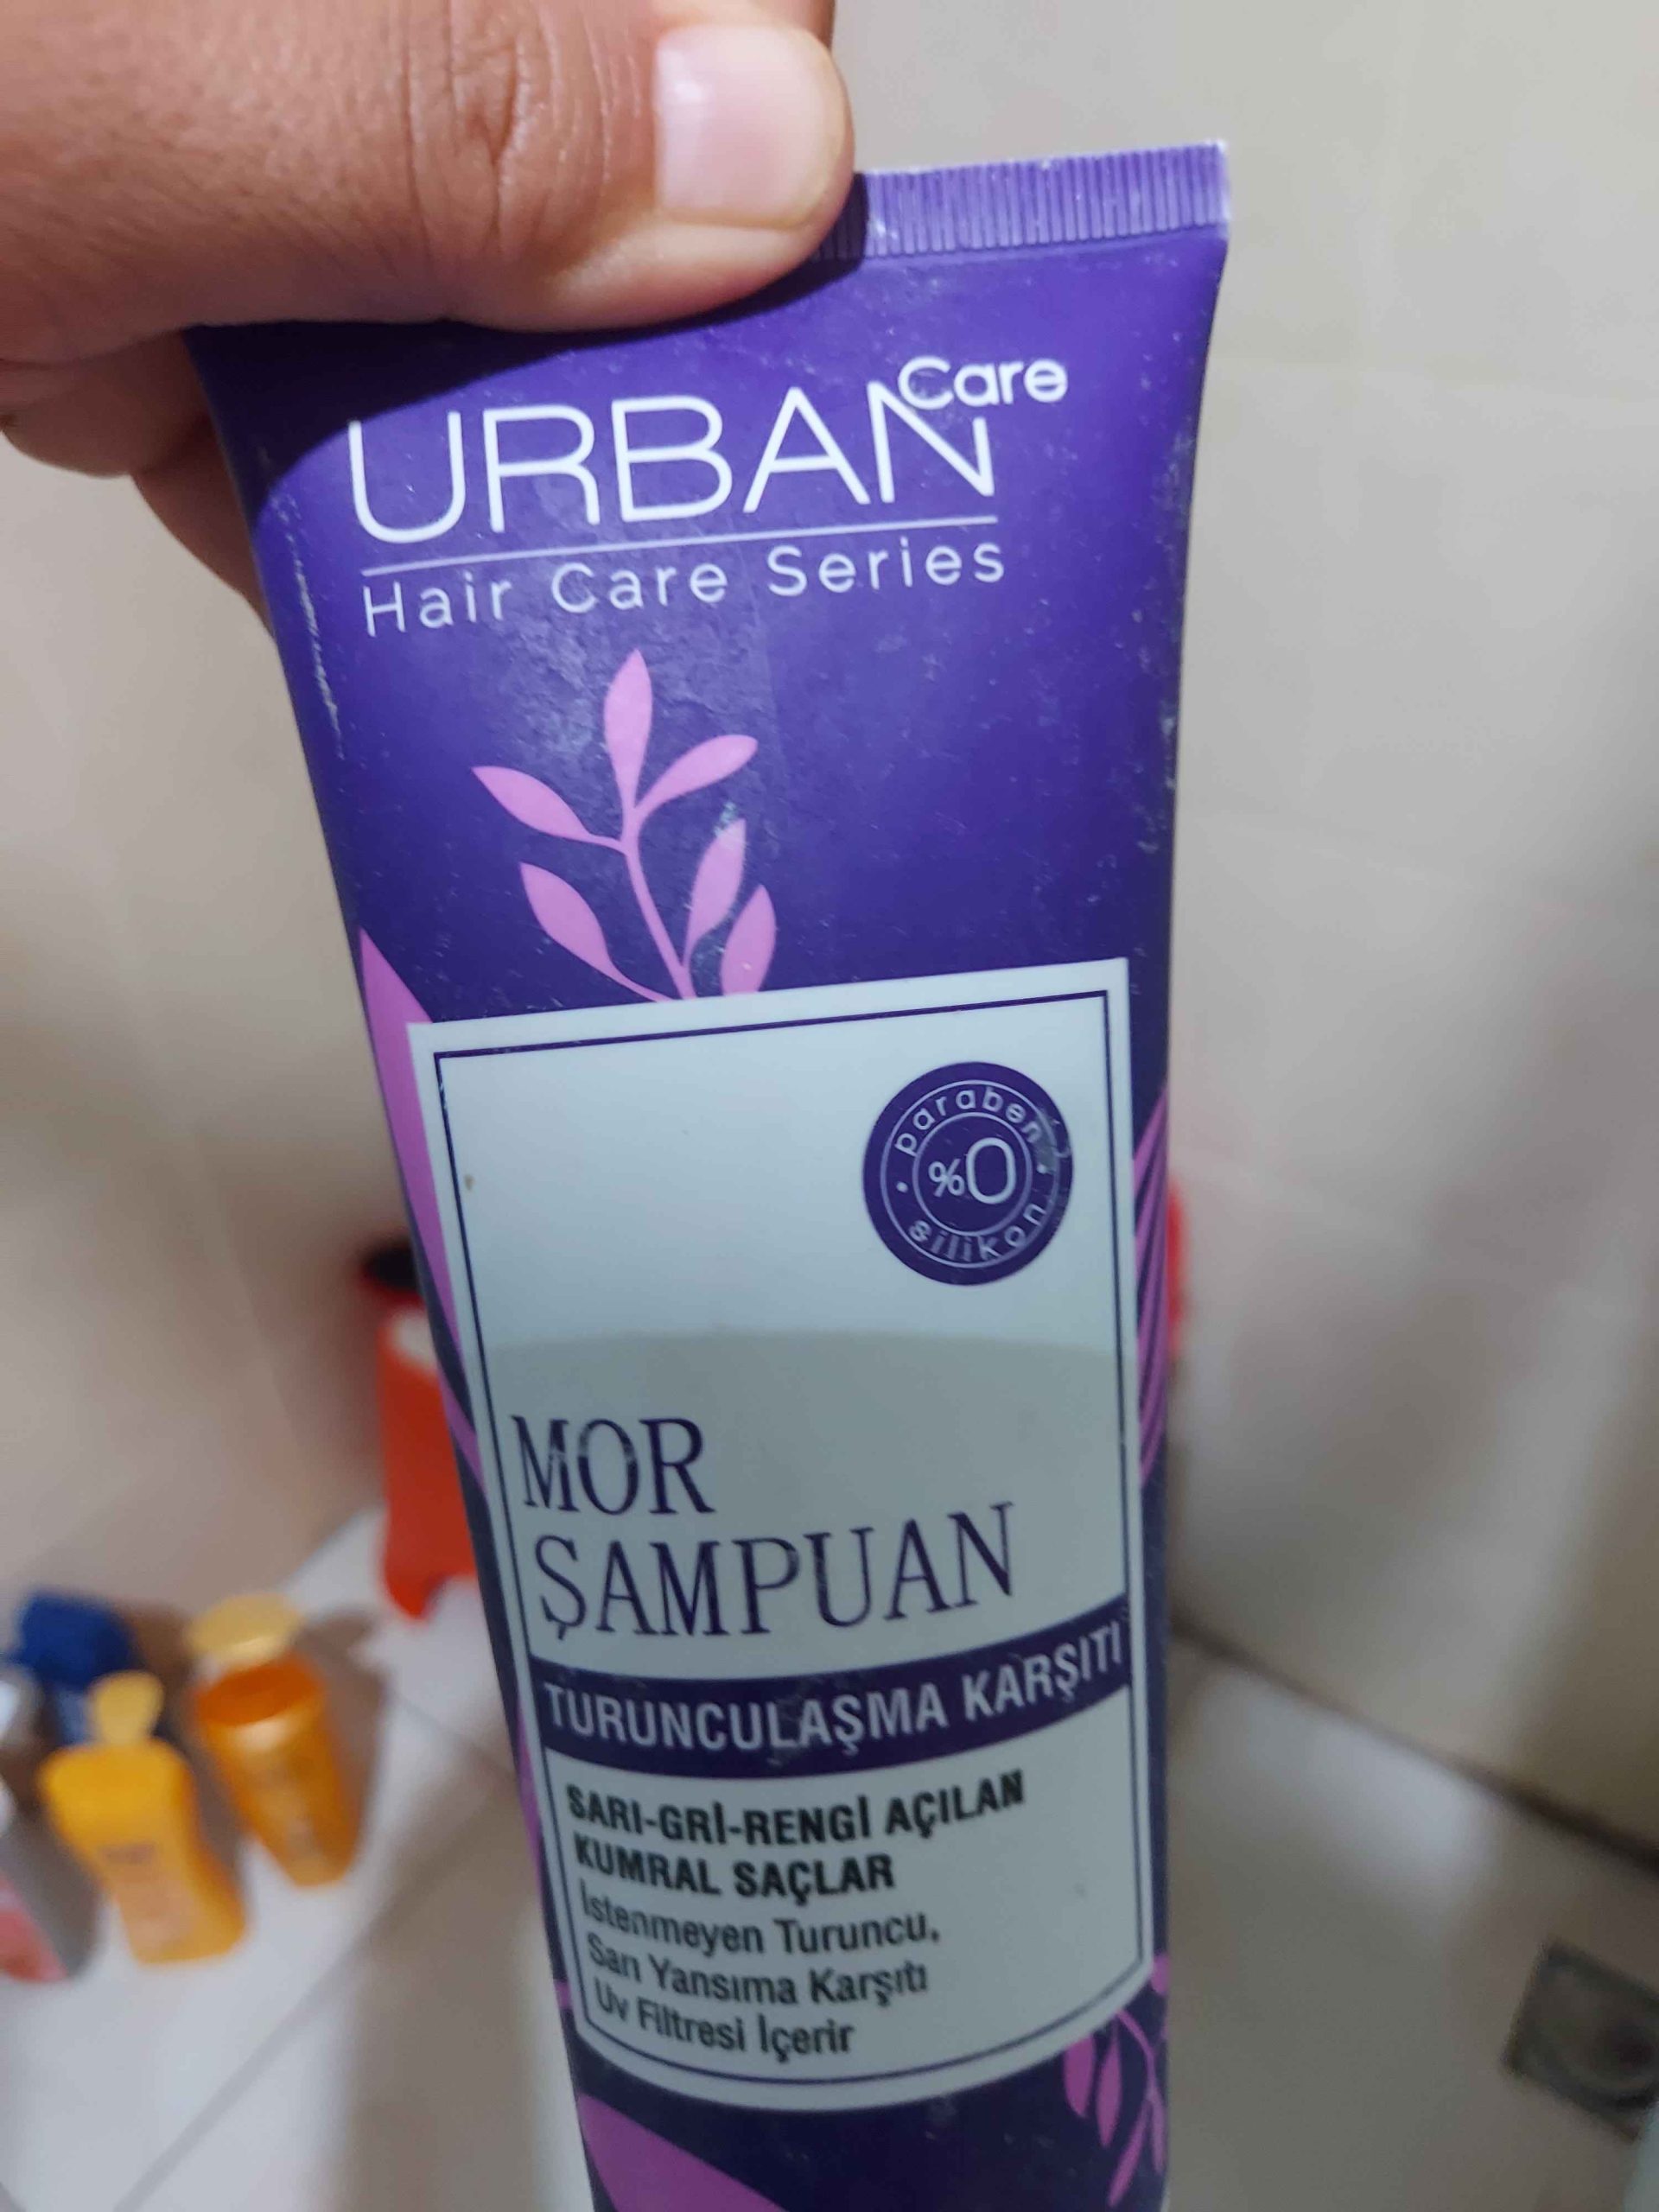 URBAN Care
Hair Care Series
paraben
%0
silikon
MOR
ŞAMPUAN
TURUNCULAŞMA KARŞITI
SARI-GRİ-RENGİ AÇILAN
KUMRAL SAÇLAR
İstenmeyen Turuncu,
Sarı Yansıma Karşıtı
Uv Filtresi İçerir